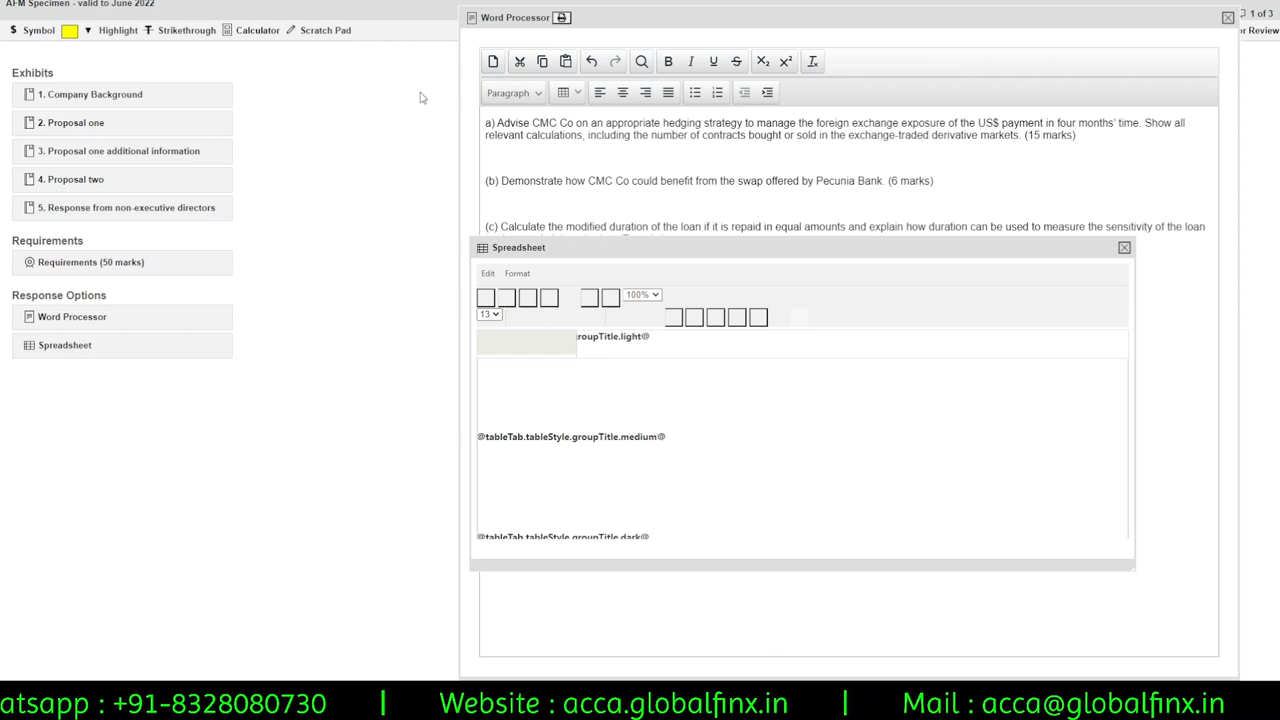 AFM Specimen - valid to June 2022
1 of 3
$ Symbol Highlight Strikethrough Calculator Scratch Pad
or Review
Exhibits
1. Company Background
2. Proposal one
3. Proposal one additional information
4. Proposal two
5. Response from non-executive directors
Requirements
Requirements (50 marks)
Response Options
Word Processor
Spreadsheet
Word Processor
B I U S X₂ X² Tx
Paragraph
a) Advise CMC Co on an appropriate hedging strategy to manage the foreign exchange exposure of the US$ payment in four months' time. Show all
relevant calculations, including the number of contracts bought or sold in the exchange-traded derivative markets. (15 marks)
(b) Demonstrate how CMC Co could benefit from the swap offered by Pecunia Bank. (6 marks)
(c) Calculate the modified duration of the loan if it is repaid in equal amounts and explain how duration can be used to measure the sensitivity of the loan
Spreadsheet
Edit Format
100%
13
groupTitle.light@
@tableTab.tableStyle.groupTitle.medium@
@tableTab.tableStyle.groupTitle.dark@
atsapp : +91-8328080730 | Website : acca.globalfinx.in | Mail : acca@globalfinx.in